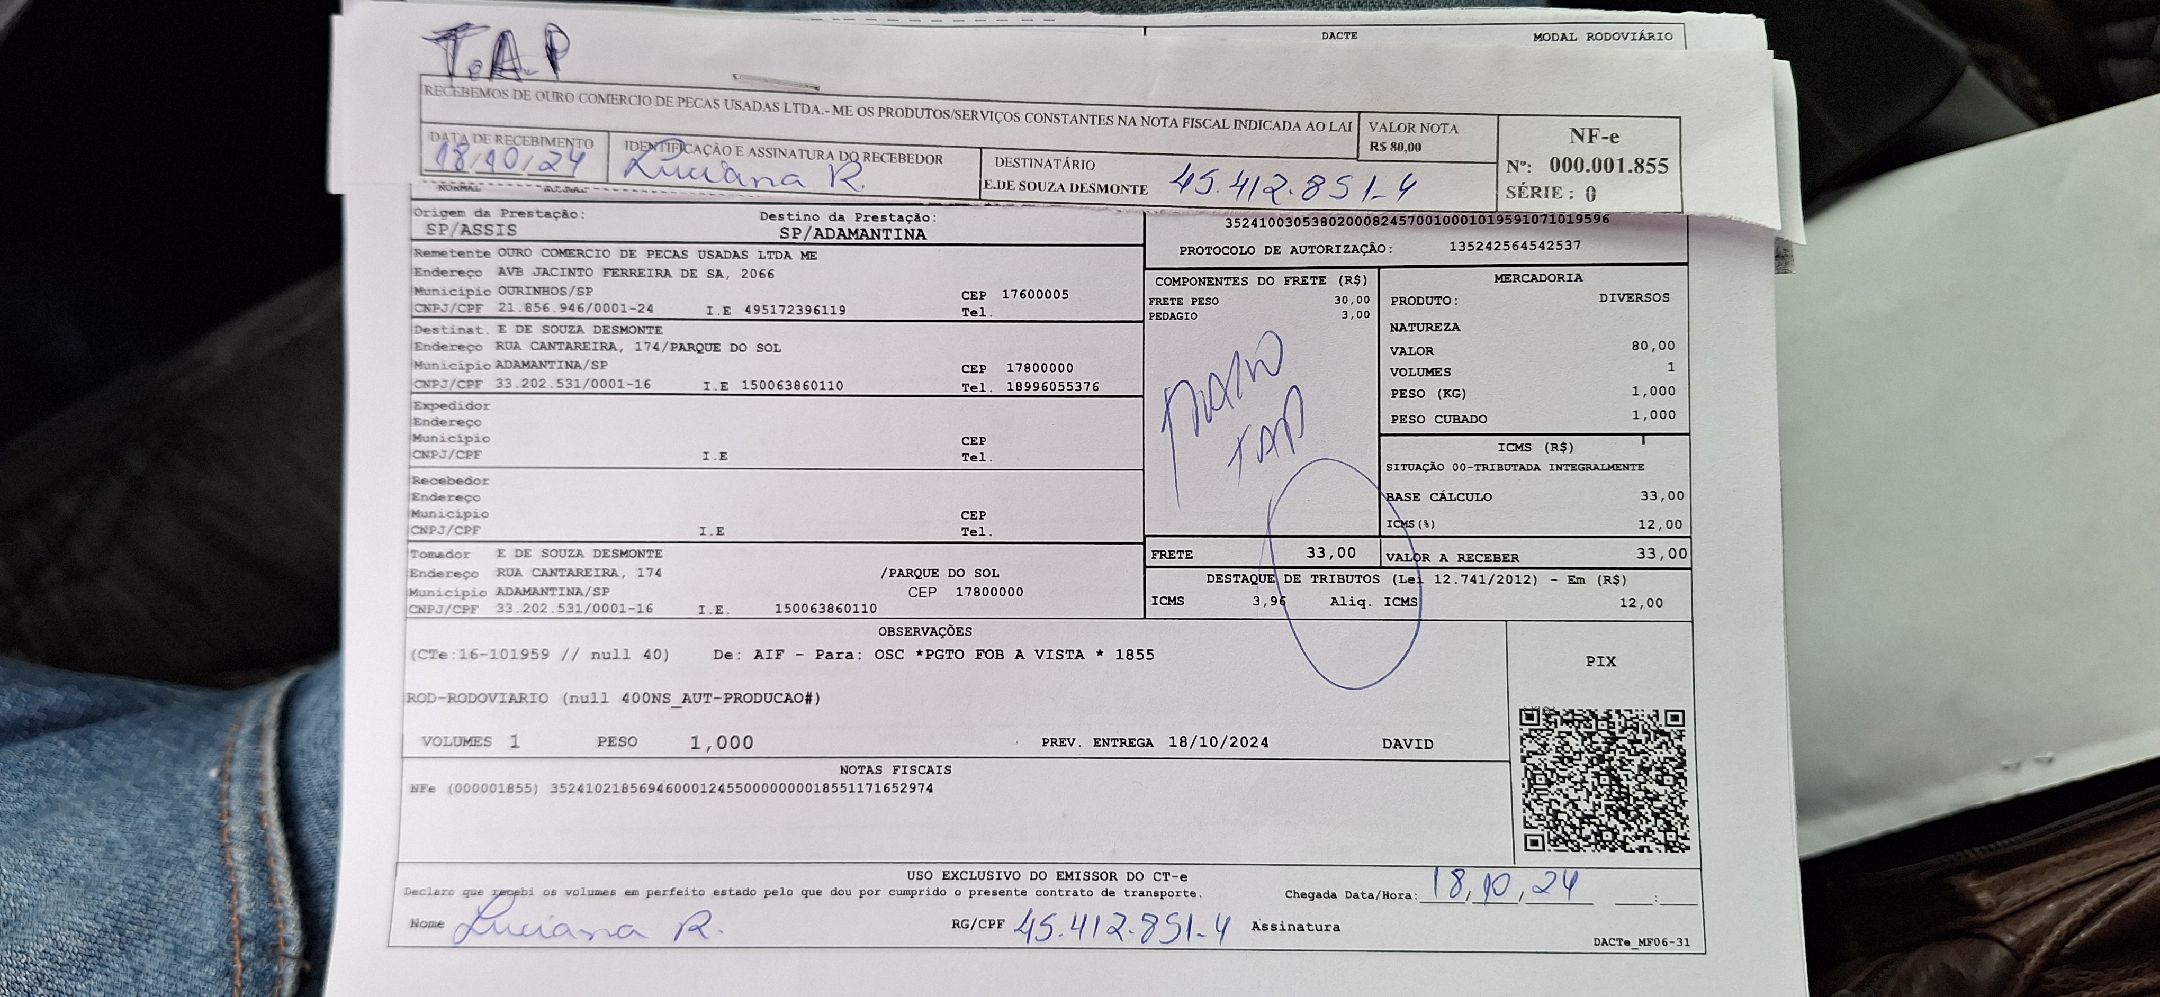 T.A.P
DACTE MODAL RODOVIÁRIO
RECEBEMOS DE OURO COMERCIO DE PECAS USADAS LTDA.- ME OS PRODUTOS/SERVIÇOS CONSTANTES NA NOTA FISCAL INDICADA AO LAI
VALOR NOTA
R$ 80,00
NF-e
Nº: 000.001.855
SÉRIE : 0
DATA DE RECEBIMENTO
18/10/24
IDENTIFICAÇÃO E ASSINATURA DO RECEBEDOR
Luciana R.
DESTINATÁRIO
E.DE SOUZA DESMONTE 45.412.851-4
NORMAL
Origem da Prestação: Destino da Prestação:
SP/ASSIS SP/ADAMANTINA
35241003053802000824570010001019591071019596
PROTOCOLO DE AUTORIZAÇÃO: 135242564542537
Remetente OURO COMERCIO DE PECAS USADAS LTDA ME
Endereço AVB JACINTO FERREIRA DE SA, 2066
Município OURINHOS/SP CEP 17600005
CNPJ/CPF 21.856.946/0001-24 I.E 495172396119 Tel.
Destinat. E DE SOUZA DESMONTE
Endereço RUA CANTAREIRA, 174/PARQUE DO SOL
Município ADAMANTINA/SP CEP 17800000
CNPJ/CPF 33.202.531/0001-16 I.E 150063860110 Tel. 18996055376
Expedidor
Endereço
Município CEP
CNPJ/CPF I.E Tel.
Recebedor
Endereço
Município CEP
CNPJ/CPF I.E Tel.
Tomador E DE SOUZA DESMONTE
Endereço RUA CANTAREIRA, 174 /PARQUE DO SOL
Município ADAMANTINA/SP CEP 17800000
CNPJ/CPF 33.202.531/0001-16 I.E. 150063860110
COMPONENTES DO FRETE (R$)
FRETE PESO 30,00
PEDAGIO 3,00
TAP
FRETE 33,00
MERCADORIA
PRODUTO: DIVERSOS
NATUREZA
VALOR 80,00
VOLUMES 1
PESO (KG) 1,000
PESO CUBADO 1,000
ICMS (R$)
SITUAÇÃO 00-TRIBUTADA INTEGRALMENTE
BASE CÁLCULO 33,00
ICMS(%) 12,00
VALOR A RECEBER 33,00
DESTAQUE DE TRIBUTOS (Lei 12.741/2012) - Em (R$)
ICMS 3,96 Aliq. ICMS 12,00
OBSERVAÇÕES
(CTe:16-101959 // null 40) De: AIF - Para: OSC *PGTO FOB A VISTA * 1855
ROD-RODOVIARIO (null 400NS_AUT-PRODUCAO#)
VOLUMES 1 PESO 1,000 PREV. ENTREGA 18/10/2024 DAVID
PIX
NOTAS FISCAIS
NFe (000001855) 35241021856946000124550000000018551171652974
USO EXCLUSIVO DO EMISSOR DO CT-e
Declaro que recebi os volumes em perfeito estado pelo que dou por cumprido o presente contrato de transporte. Chegada Data/Hora: 18,10,24 :
Nome Luciana R. RG/CPF 45.412.851-4 Assinatura
DACTe_MF06-31